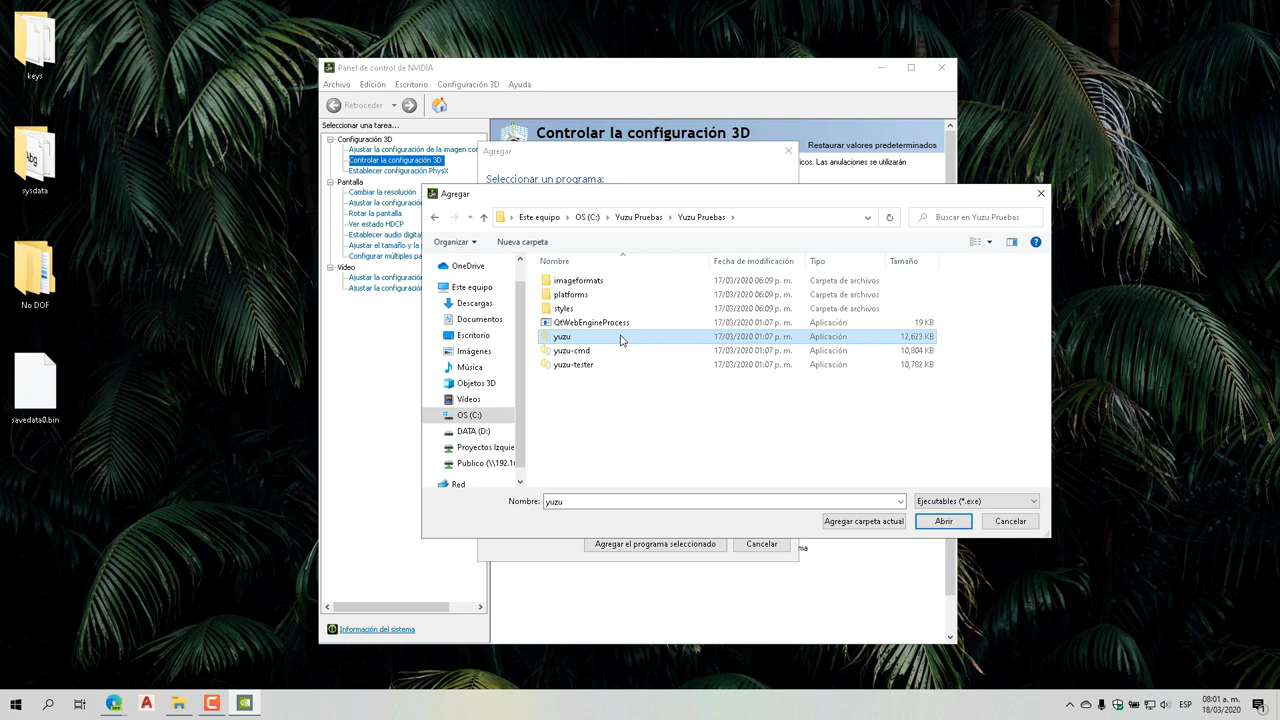 keys
sysdata
No DOF
savedata0.bin
Panel de control de NVIDIA
Archivo Edición Escritorio Configuración 3D Ayuda
Retroceder
Seleccionar una tarea...
Configuración 3D
Ajustar la configuración de la imagen con
Controlar la configuración 3D
Establecer configuración PhysX
Pantalla
Cambiar la resolución
Ajustar la configuració
Rotar la pantalla
Ver estado HDCP
Establecer audio digita
Ajustar el tamaño y la p
Configurar múltiples pa
Vídeo
Ajustar la configuració
Ajustar la configuració
Información del sistema
Controlar la configuración 3D
Restaurar valores predeterminados
icos. Las anulaciones se utilizarán
Agregar
Seleccionar un programa:
Agregar
Este equipo > OS (C:) > Yuzu Pruebas > Yuzu Pruebas >
Buscar en Yuzu Pruebas
Organizar Nueva carpeta
OneDrive
Este equipo
Descargas
Documentos
Escritorio
Imágenes
Música
Objetos 3D
Vídeos
OS (C:)
DATA (D:)
Proyectos Izquie
Publico (\\192.16
Red
Nombre Fecha de modificación Tipo Tamaño
imageformats 17/03/2020 06:09 p. m. Carpeta de archivos
platforms 17/03/2020 06:09 p. m. Carpeta de archivos
styles 17/03/2020 06:09 p. m. Carpeta de archivos
QtWebEngineProcess 17/03/2020 01:07 p. m. Aplicación 19 KB
yuzu 17/03/2020 01:07 p. m. Aplicación 12,623 KB
yuzu-cmd 17/03/2020 01:07 p. m. Aplicación 10,804 KB
yuzu-tester 17/03/2020 01:07 p. m. Aplicación 10,782 KB
Nombre: yuzu Ejecutables (*.exe)
Agregar carpeta actual Abrir Cancelar
Agregar el programa seleccionado Cancelar
ma
ESP
08:01 a. m.
18/03/2020